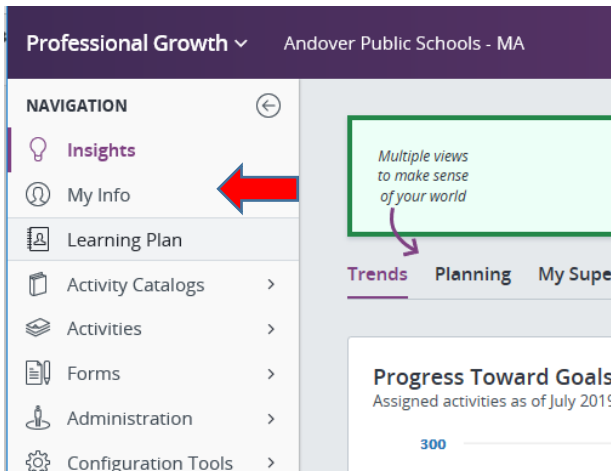 Professional Growth
Andover Public Schools - MA
NAVIGATION
Insights
My Info
Learning Plan
Activity Catalogs
Activities
Forms
Administration
Configuration Tools
Multiple views
to make sense
of your world
Trends Planning My Supe
Progress Toward Goals
Assigned activities as of July 2019
300